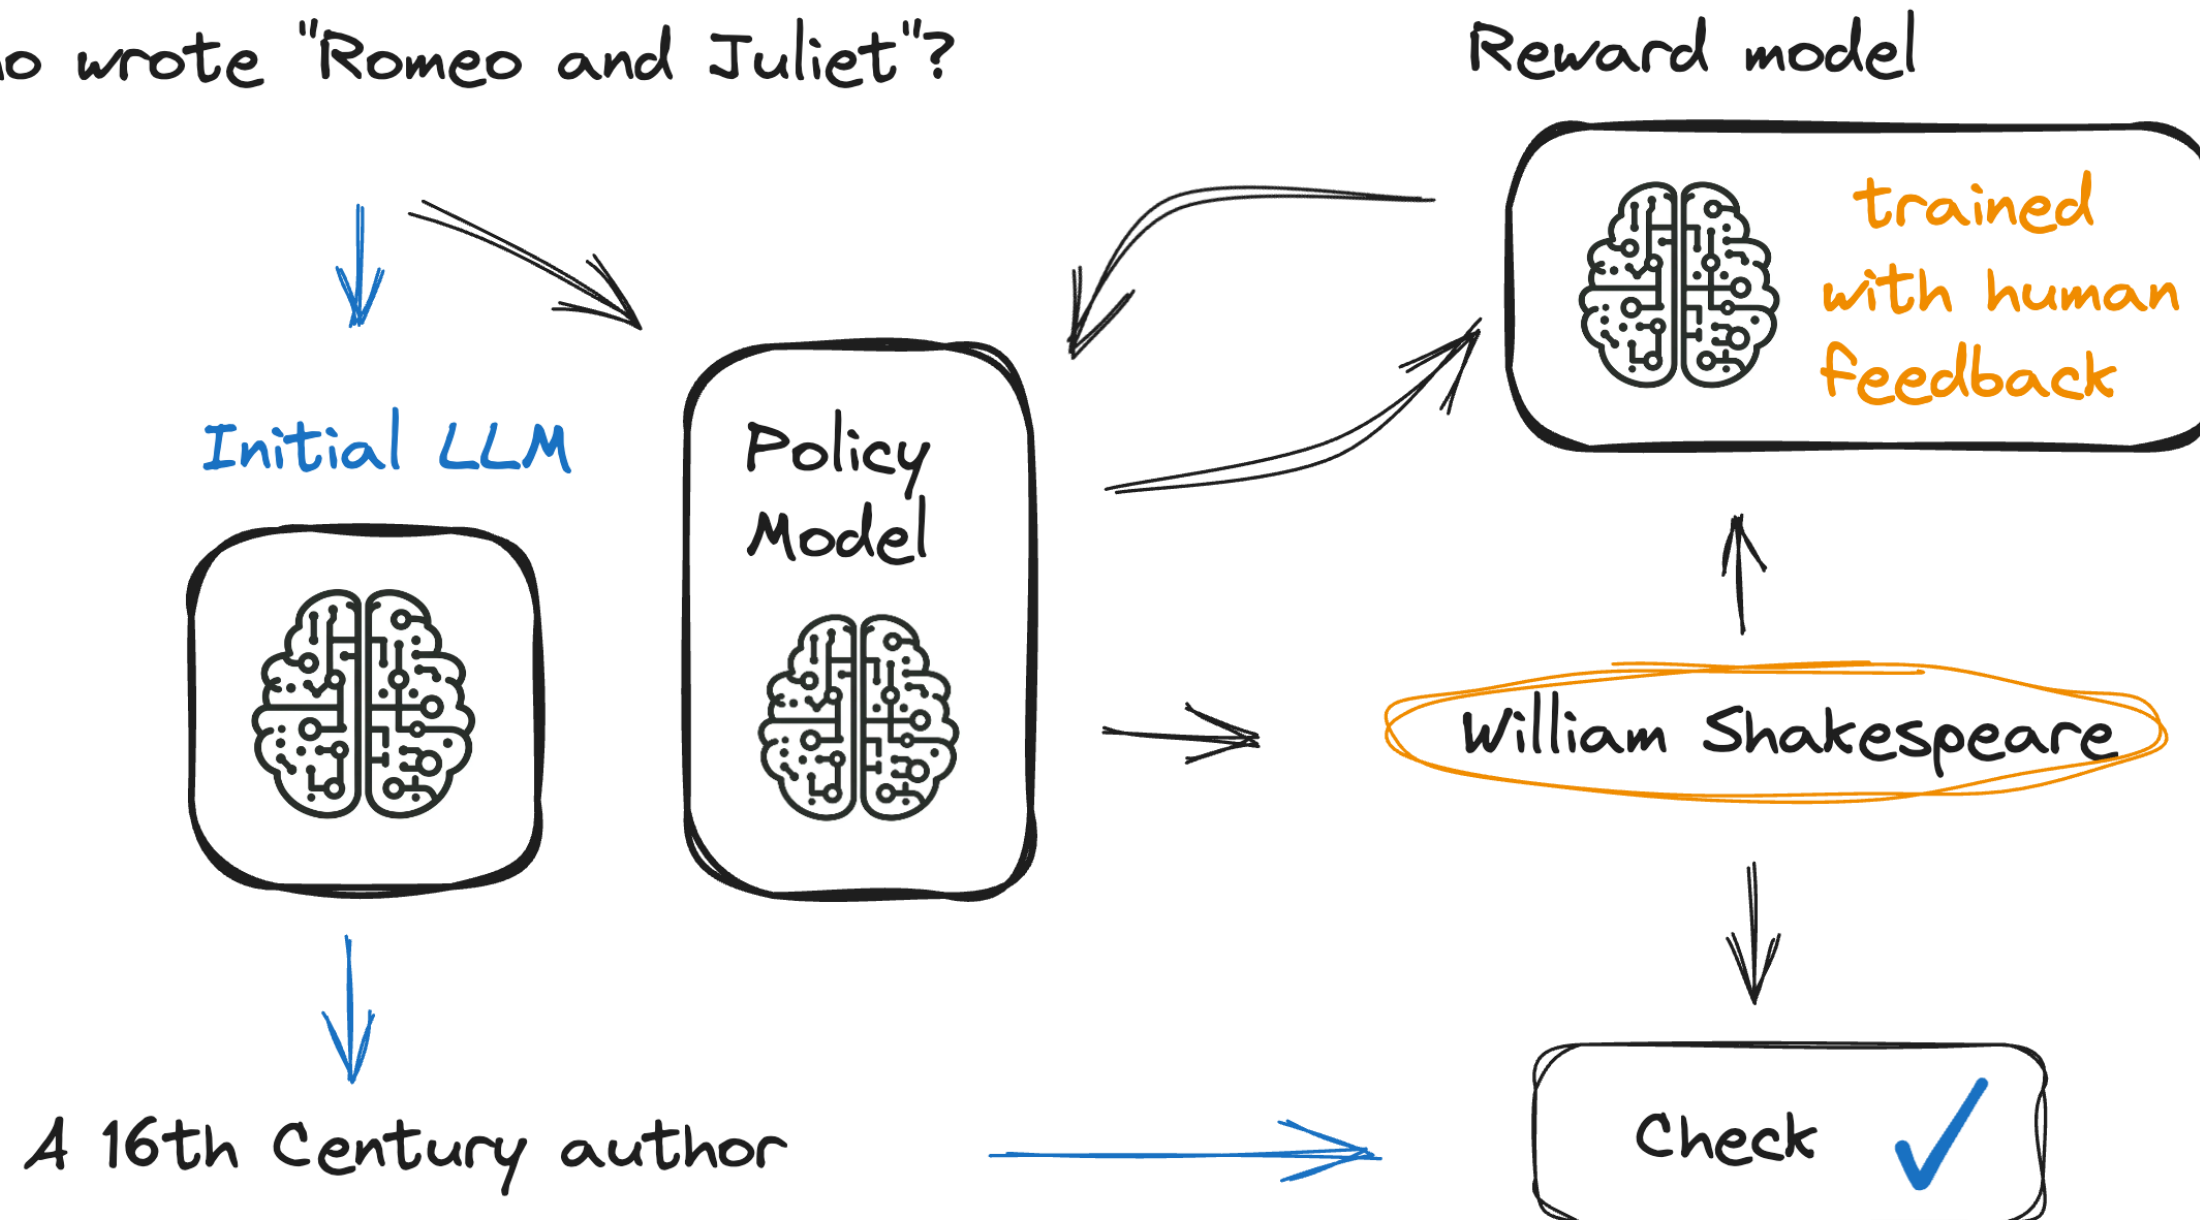 o wrote "Romeo and Juliet"?
Reward model
trained
with human
feedback
Initial LLM
Policy
Model
William Shakespeare
A 16th Century author
Check